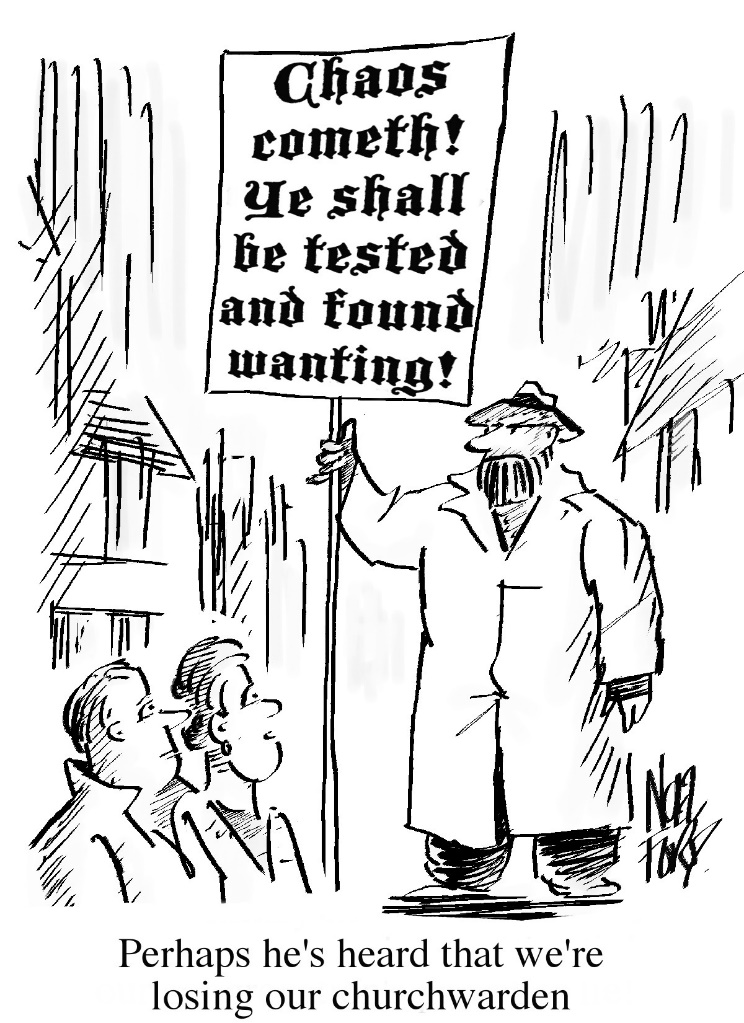 Chaos
cometh!
Ye shall
be tested
and found
wanting!
Perhaps he's heard that we're
losing our churchwarden